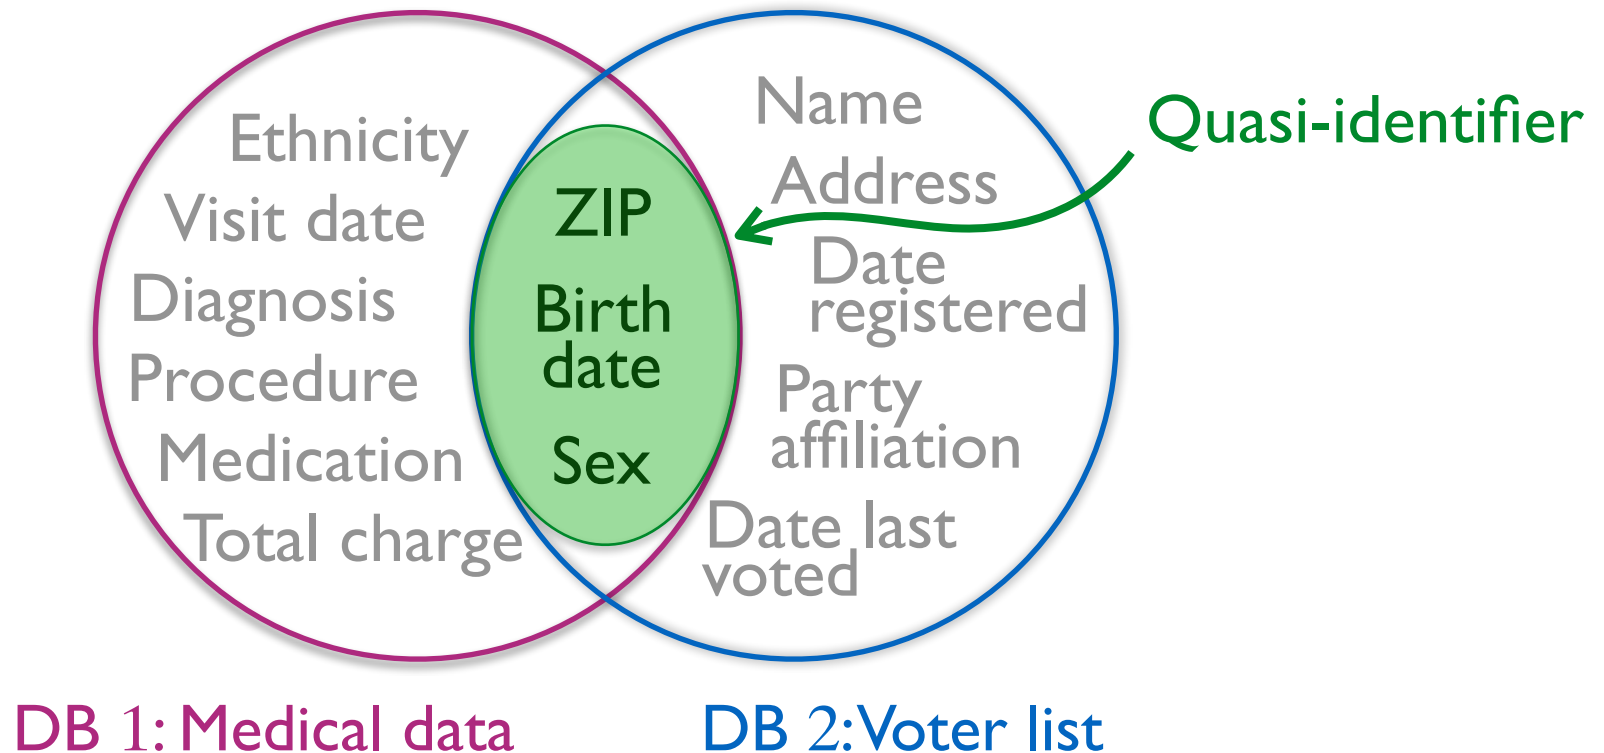 Ethnicity
Visit date
Diagnosis
Procedure
Medication
Total charge
ZIP
Birth
date
Sex
Name
Address
Date
registered
Party
affiliation
Date last
voted
Quasi-identifier
DB 1: Medical data
DB 2: Voter list